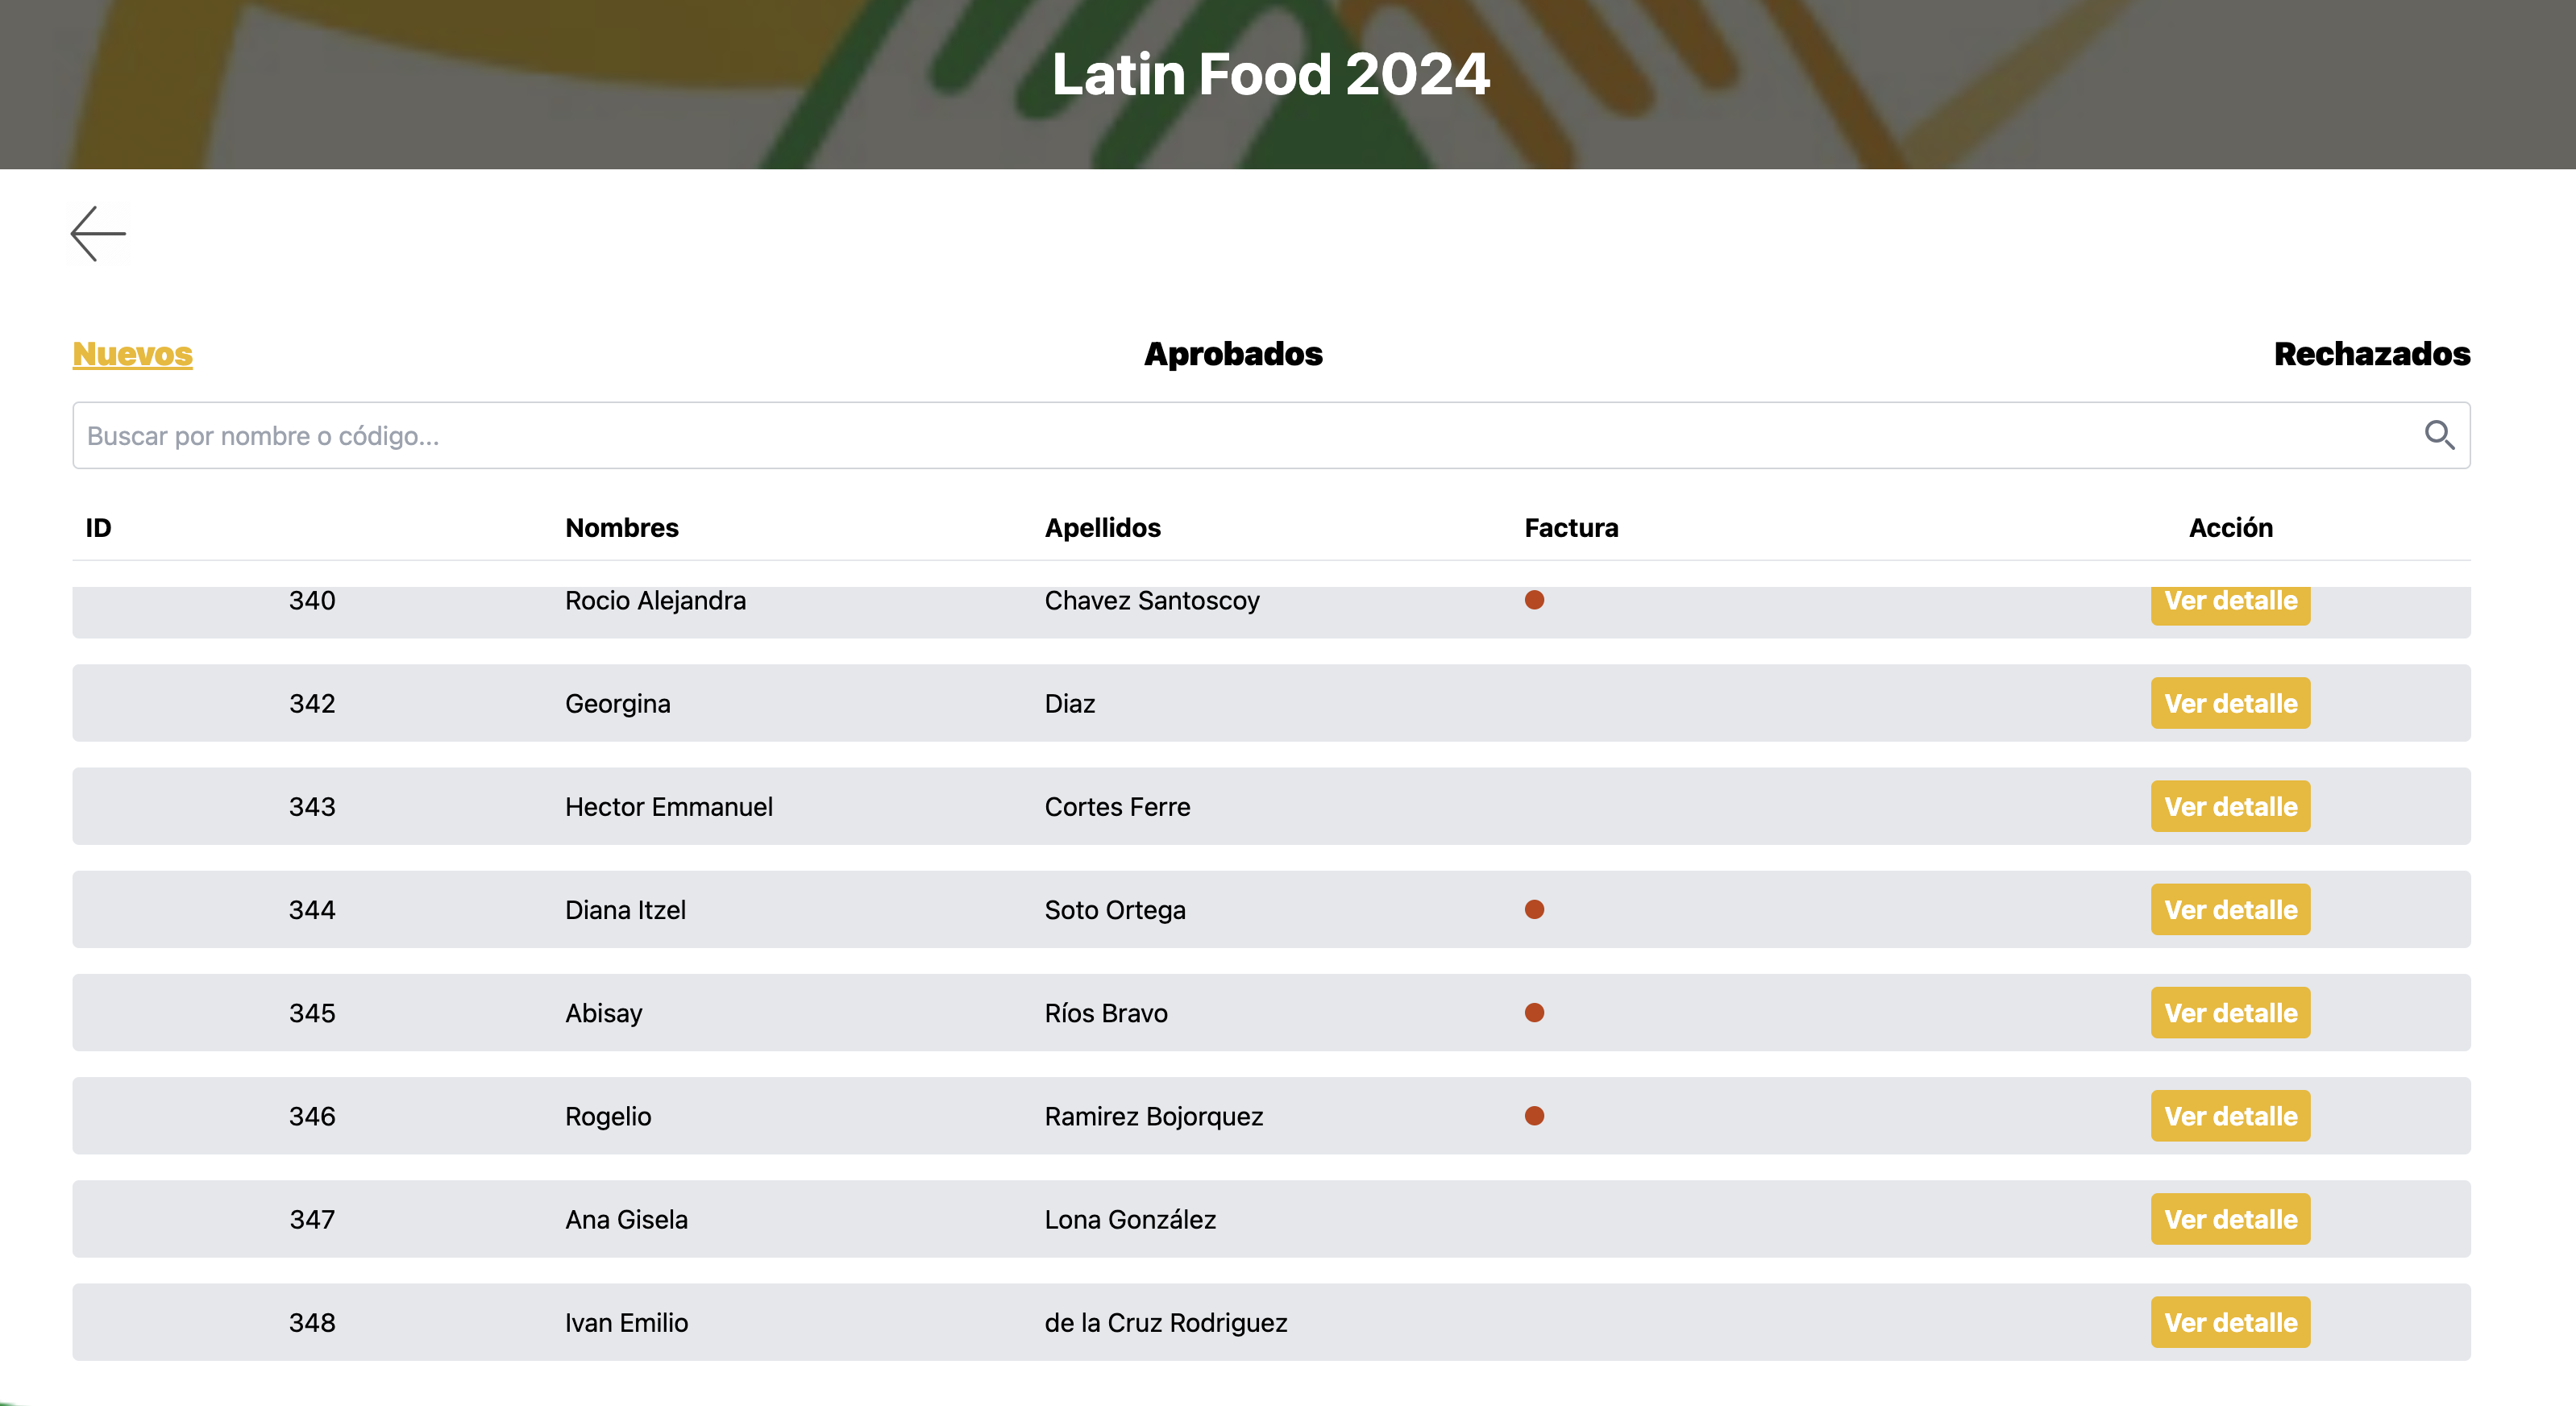 Latin Food 2024
Nuevos Aprobados Rechazados
Buscar por nombre o código...
ID Nombres Apellidos Factura Acción
340 Rocio Alejandra Chavez Santoscoy Ver detalle
342 Georgina Diaz Ver detalle
343 Hector Emmanuel Cortes Ferre Ver detalle
344 Diana Itzel Soto Ortega Ver detalle
345 Abisay Ríos Bravo Ver detalle
346 Rogelio Ramirez Bojorquez Ver detalle
347 Ana Gisela Lona González Ver detalle
348 Ivan Emilio de la Cruz Rodriguez Ver detalle